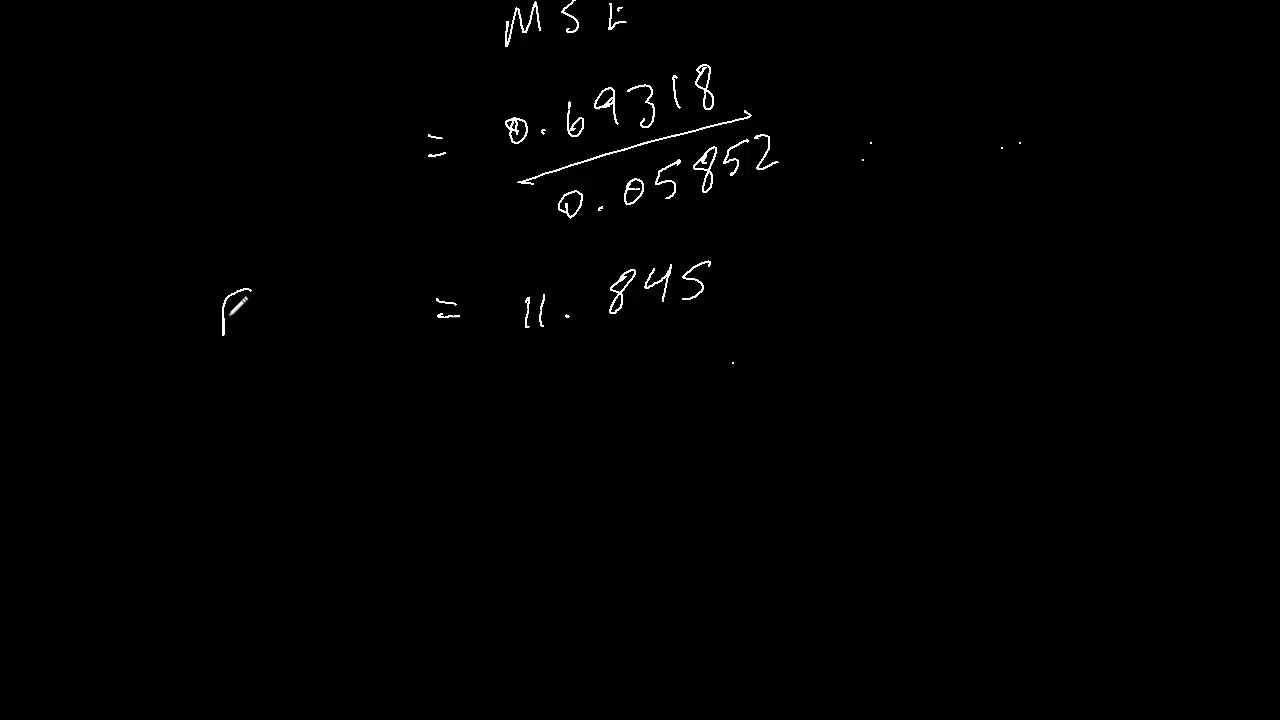 MSE
= 0.69318
0.05852
F = 11.845